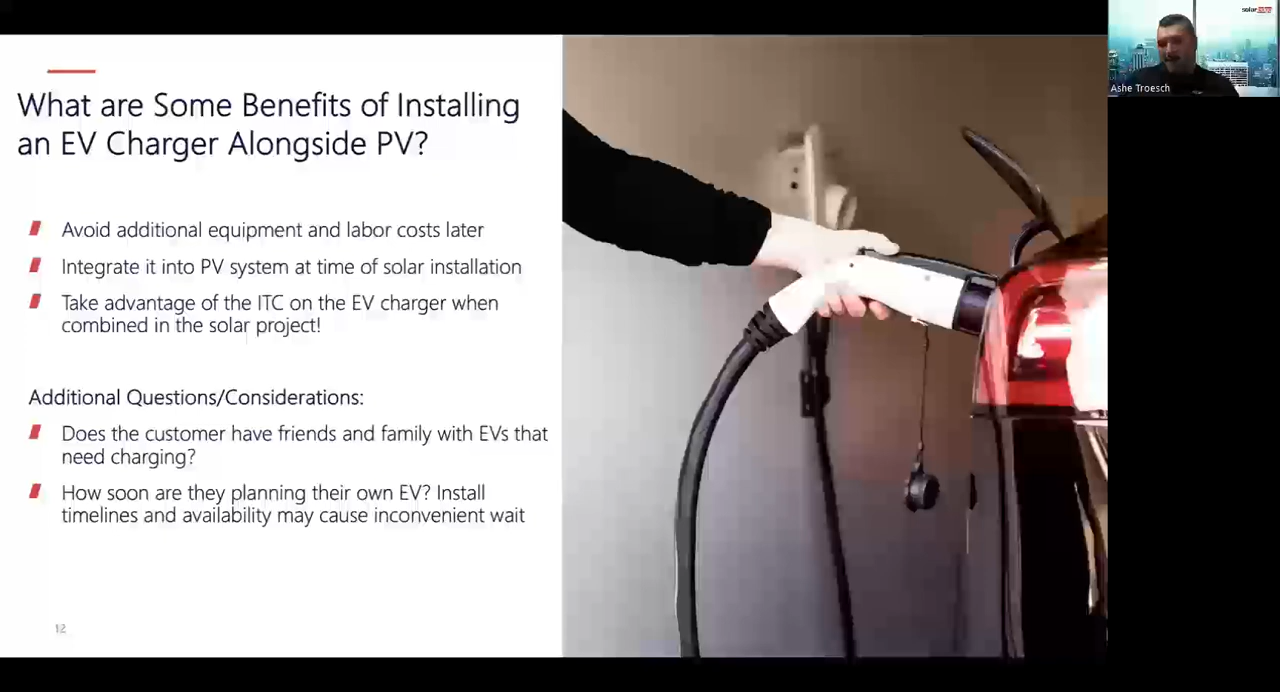 What are Some Benefits of Installing
an EV Charger Alongside PV?
Avoid additional equipment and labor costs later
Integrate it into PV system at time of solar installation
Take advantage of the ITC on the EV charger when
combined in the solar project!
Additional Questions/Considerations:
Does the customer have friends and family with EVs that
need charging?
How soon are they planning their own EV? Install
timelines and availability may cause inconvenient wait
12
solaredge
Ashe Troesch